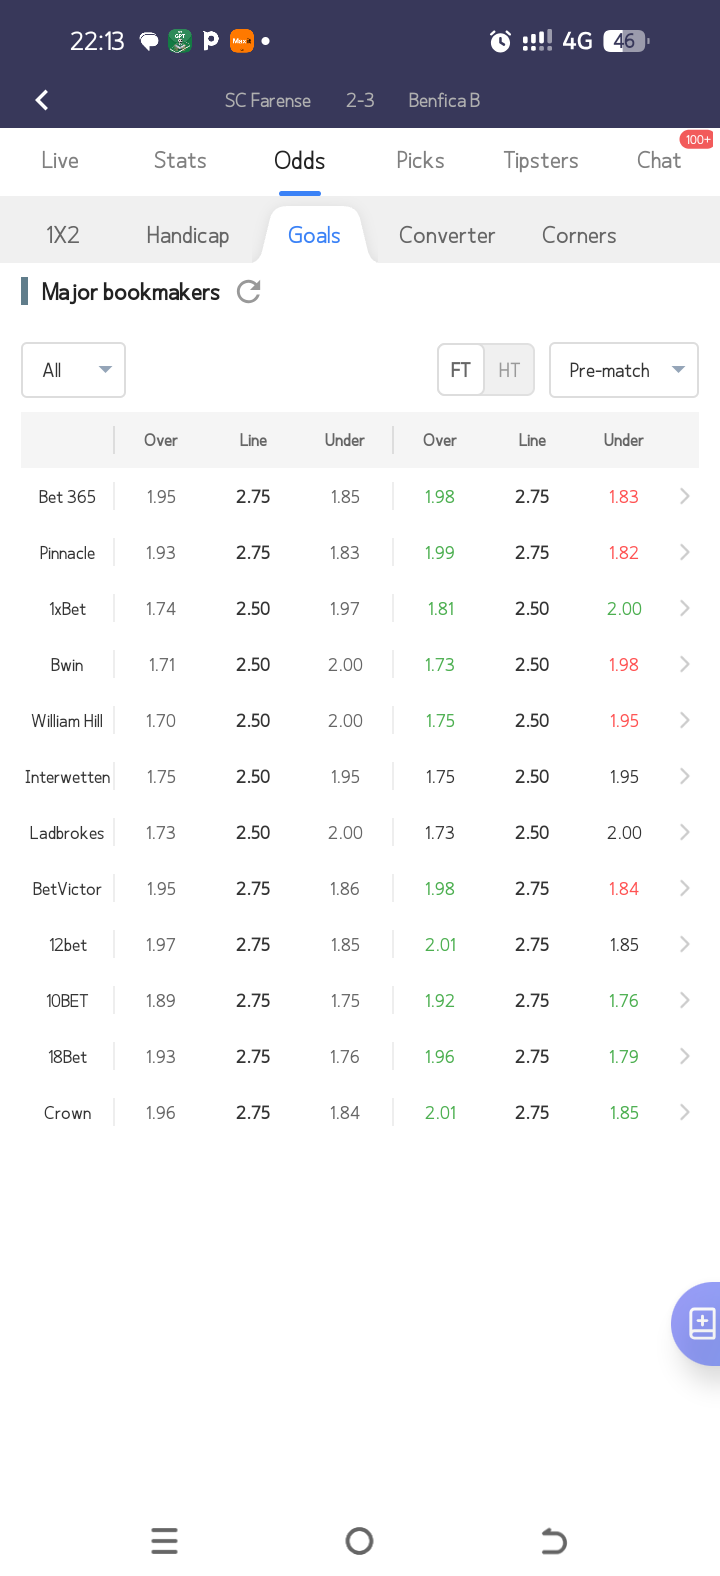 22:13 4G 46
SC Farense 2-3 Benfica B
Live Stats Odds Picks Tipsters Chat 100+
1X2 Handicap Goals Converter Corners
Major bookmakers
All FT HT Pre-match
Over Line Under Over Line Under
Bet 365 1.95 2.75 1.85 1.98 2.75 1.83
Pinnacle 1.93 2.75 1.83 1.99 2.75 1.82
1xBet 1.74 2.50 1.97 1.81 2.50 2.00
Bwin 1.71 2.50 2.00 1.73 2.50 1.98
William Hill 1.70 2.50 2.00 1.75 2.50 1.95
Interwetten 1.75 2.50 1.95 1.75 2.50 1.95
Ladbrokes 1.73 2.50 2.00 1.73 2.50 2.00
BetVictor 1.95 2.75 1.86 1.98 2.75 1.84
12bet 1.97 2.75 1.85 2.01 2.75 1.85
10BET 1.89 2.75 1.75 1.92 2.75 1.76
18Bet 1.93 2.75 1.76 1.96 2.75 1.79
Crown 1.96 2.75 1.84 2.01 2.75 1.85